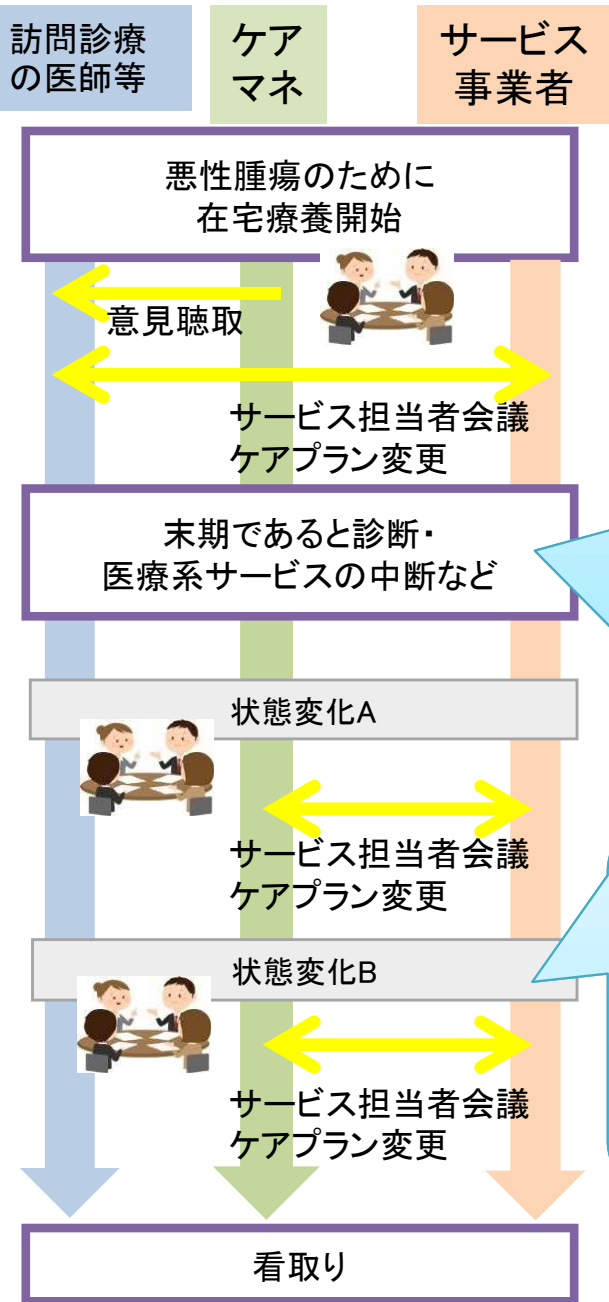 訪問診療
の医師等
ケア
マネ
サービス
事業者
悪性腫瘍のために
在宅療養開始
意見聴取
サービス担当者会議
ケアプラン変更
末期であると診断・
医療系サービスの中断など
状態変化A
サービス担当者会議
ケアプラン変更
状態変化B
サービス担当者会議
ケアプラン変更
看取り